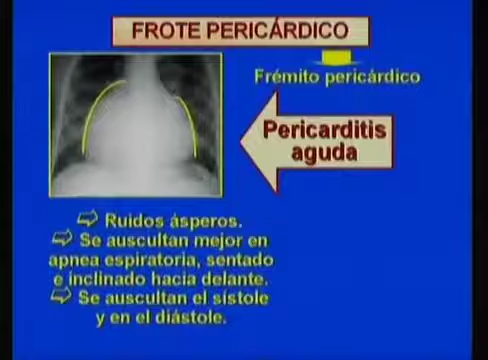 FROTE PERICÁRDICO
Frémito pericárdico
Pericarditis
aguda
Ruidos ásperos.
Se auscultan mejor en
apnea espiratoria, sentado
e inclinado hacia delante.
Se auscultan el sístole
y en el diástole.